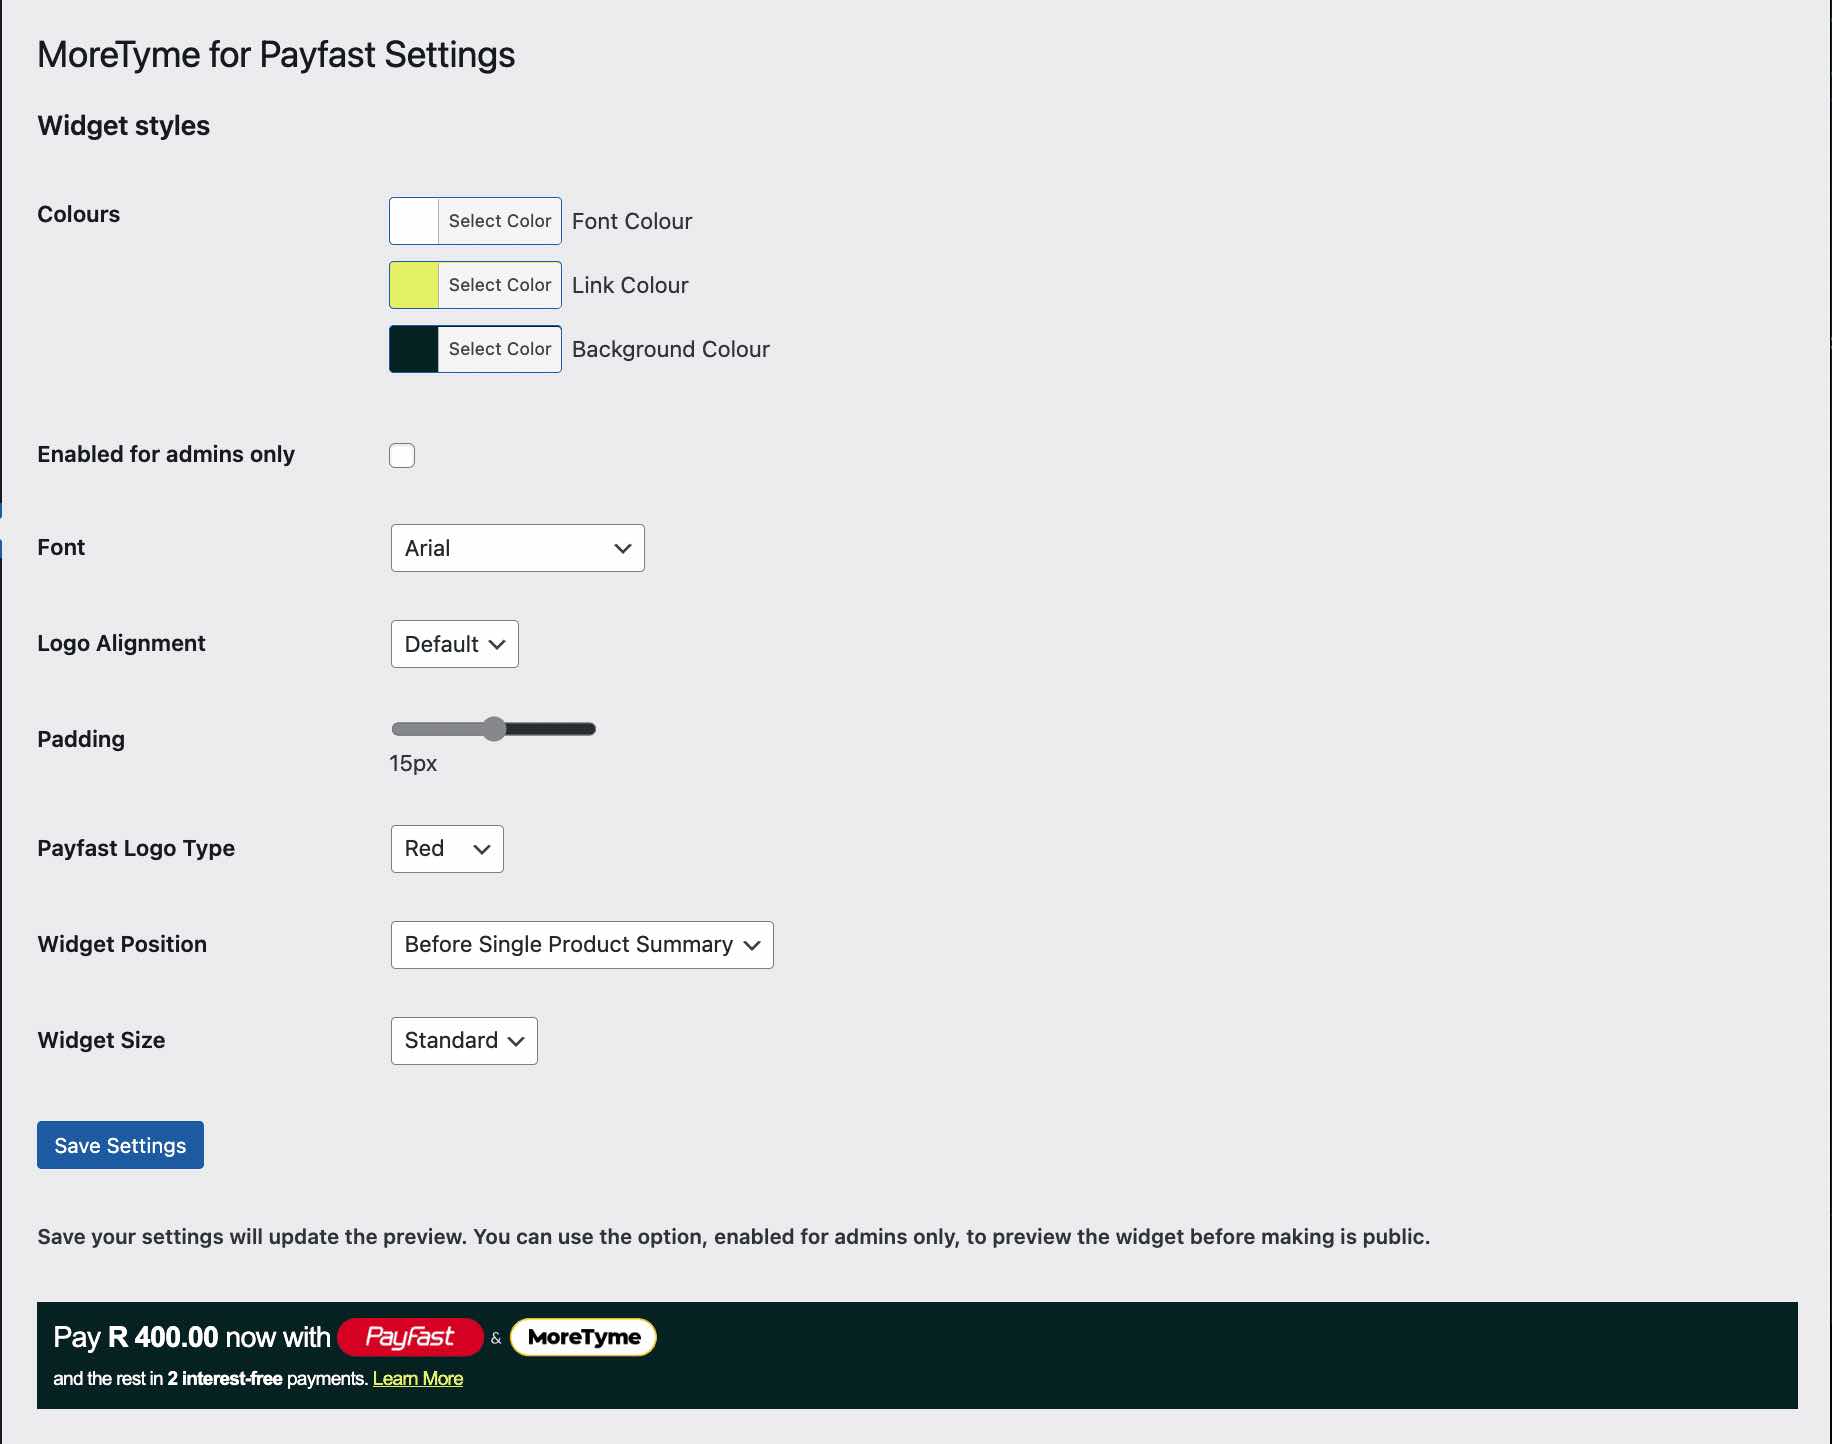 MoreTyme for Payfast Settings
Widget styles
Colours
Select Color Font Colour
Select Color Link Colour
Select Color Background Colour
Enabled for admins only
Font Arial
Logo Alignment Default
Padding
15px
Payfast Logo Type Red
Widget Position Before Single Product Summary
Widget Size Standard
Save Settings
Save your settings will update the preview. You can use the option, enabled for admins only, to preview the widget before making is public.
Pay R 400.00 now with PayFast & MoreTyme
and the rest in 2 interest-free payments. Learn More